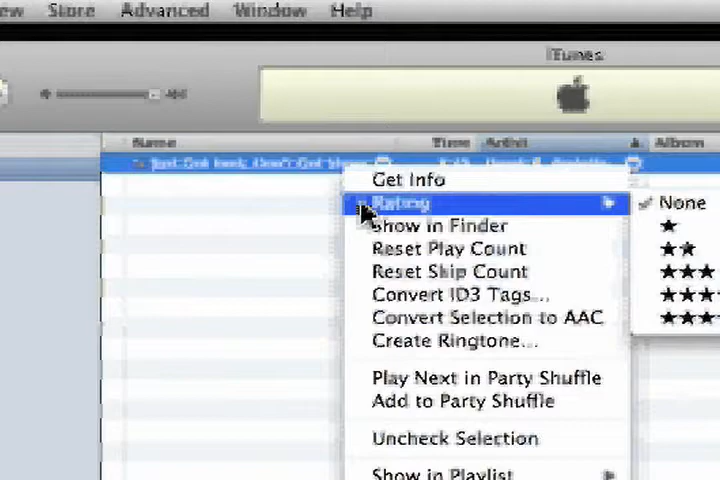 ew Store Advanced Window Help
iTunes
Name Time Artist Album
Get Info
Rating
None
Show in Finder
Reset Play Count
Reset Skip Count
Convert ID3 Tags...
Convert Selection to AAC
Create Ringtone...
Play Next in Party Shuffle
Add to Party Shuffle
Uncheck Selection
Show in Playlist